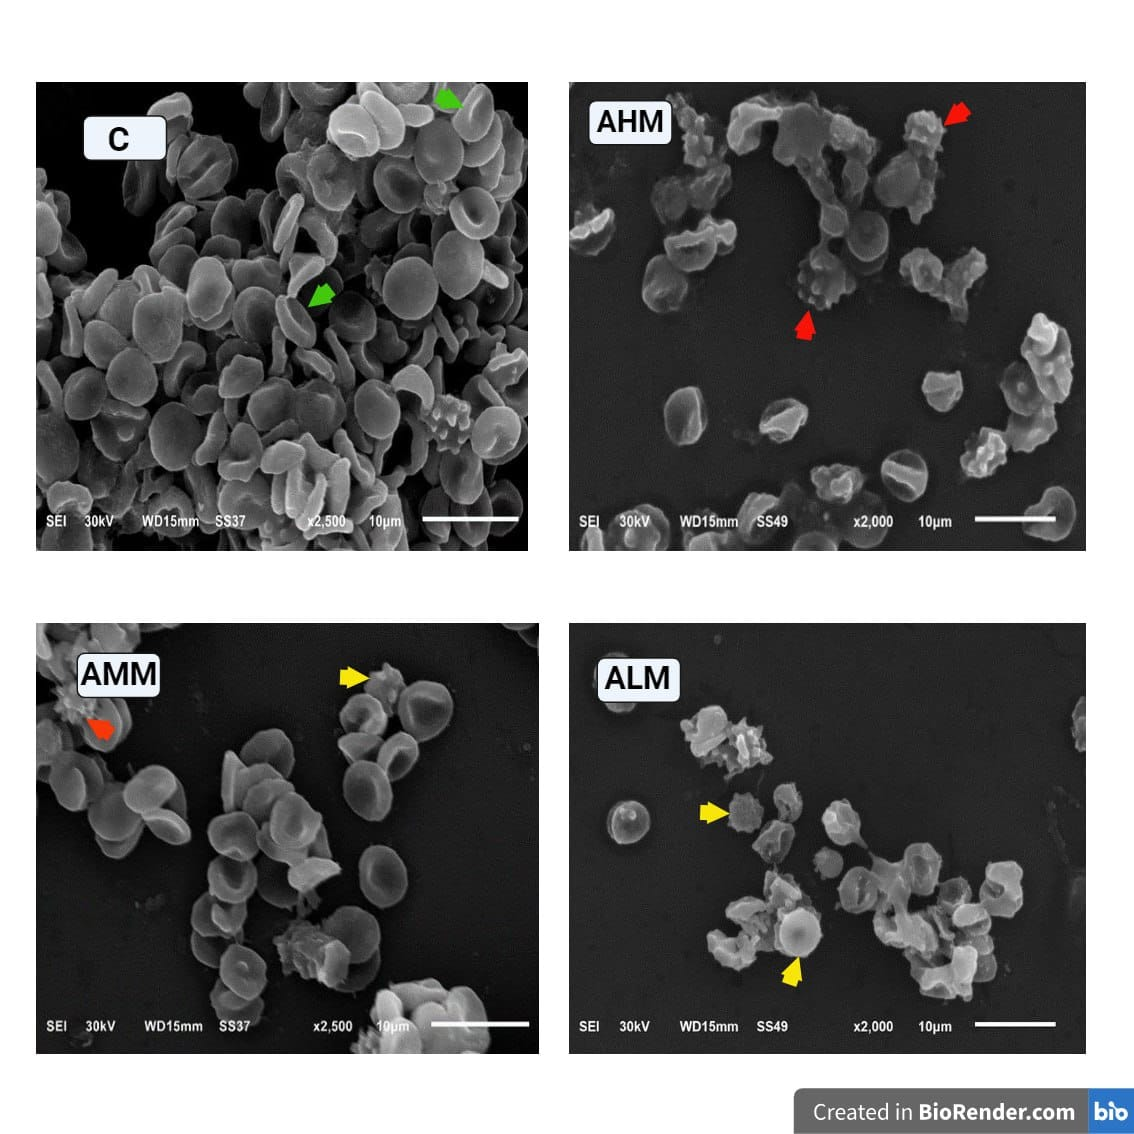 C
SEI 30kV WD15mm SS37 x2,500 10µm
AHM
SEI 30kV WD15mm SS49 x2,000 10µm
AMM
SEI 30kV WD15mm SS37 x2,500 10µm
ALM
SEI 30kV WD15mm SS49 x2,000 10µm
Created in BioRender.com bio